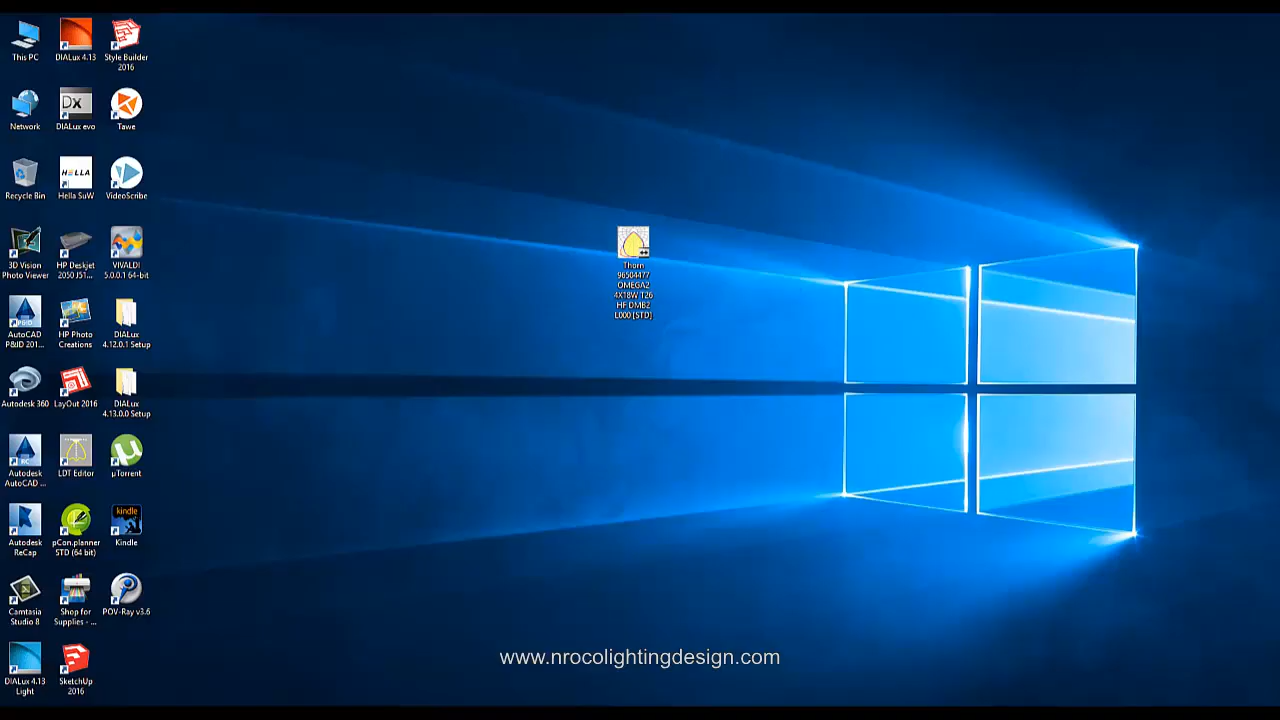 This PC
DIALux 4.13
Style Builder
2016
Network
DX
DIALux evo
Tawe
Recycle Bin
HELLA
Hella SuW
VideoScribe
3D Vision
Photo Viewer
HP Deskjet
2050 J51...
VIVALDI
5.0.0.1 64-bit
Thorn
96504477
OMEGA2
4X18W T26
HF DMB2
L000 [STD]
AutoCAD
P&ID 201...
HP Photo
Creations
DIALux
4.12.0.1 Setup
Autodesk 360
LayOut 2016
DIALux
4.13.0.0 Setup
Autodesk
AutoCAD ...
LDT Editor
µTorrent
Autodesk
ReCap
pCon.planner
STD (64 bit)
kindle
Kindle
Camtasia
Studio 8
Shop for
Supplies - ...
POV-Ray v3.6
DIALux 4.13
Light
SketchUp
2016
www.nrocolightingdesign.com